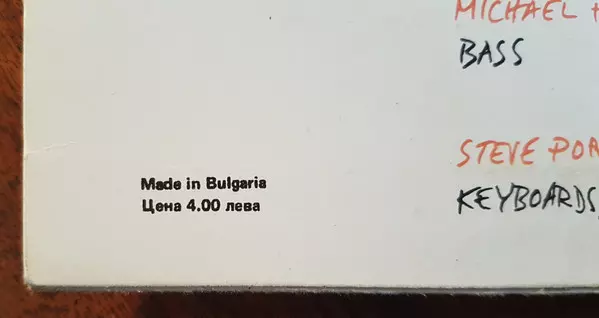 MICHAEL
BASS
STEVE
KEYBOARDS,
Made in Bulgaria
Цена 4.00 лева